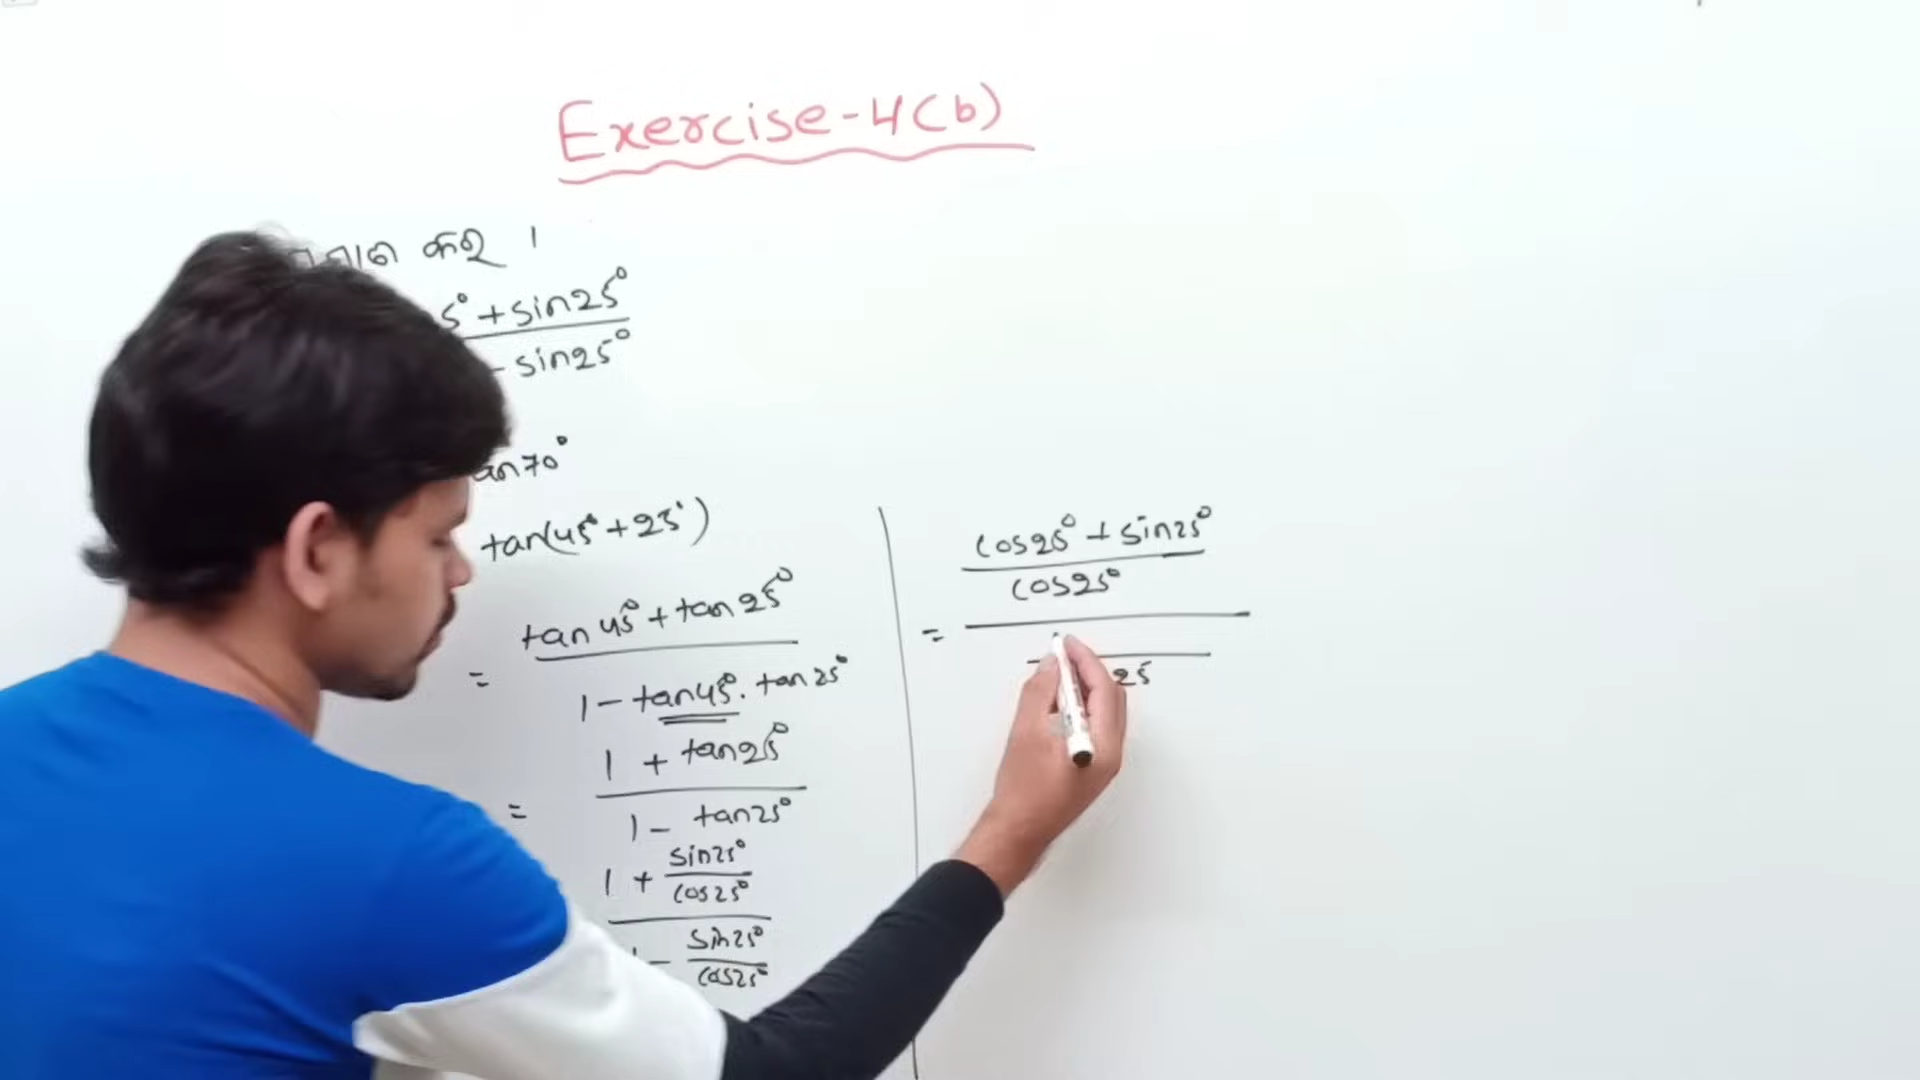 Exercise-4(b)
କର ।
5° + sin25°
- sin25°
an70°
tan(45° + 25°)
= tan45° + tan25°
1 - tan45° . tan25°
= 1 + tan25°
1 - tan25°
1 + sin25°
cos25°
- sin25°
cos25°
cos25° + sin25°
cos25°
=
25